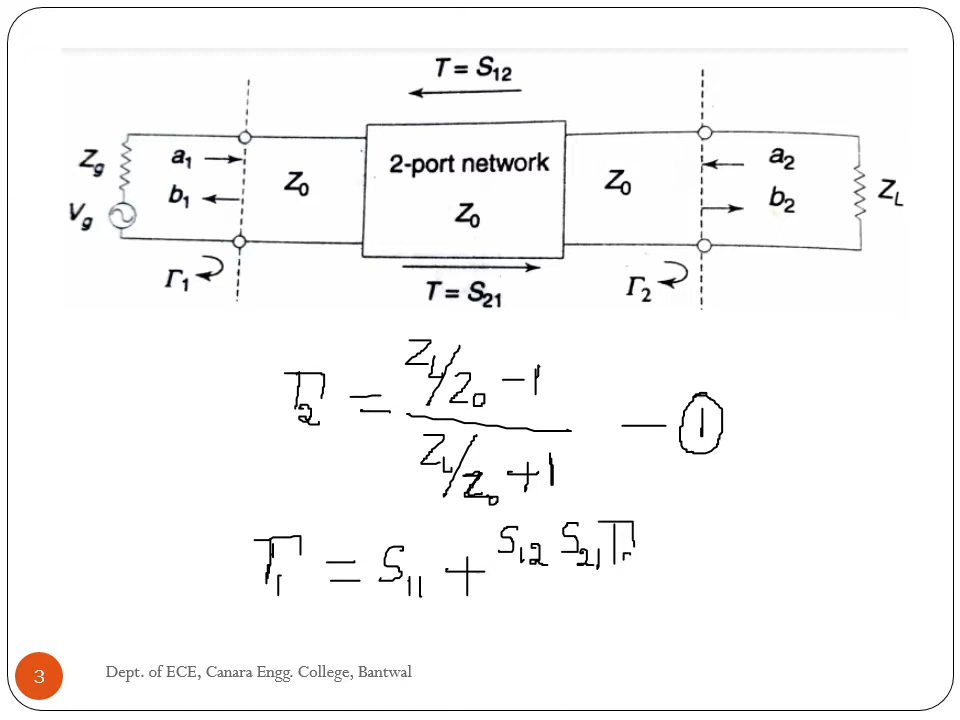 T = S12
Zg
a1
Z0
2-port network
Z0
a2
b1
Z0
b2
ZL
Vg
Γ1
T = S21
Γ2
Γ2 = (ZL/Z0 - 1) / (ZL/Z0 + 1) — ①
Γ1 = S11 + S12 S21 Γ
3
Dept. of ECE, Canara Engg. College, Bantwal